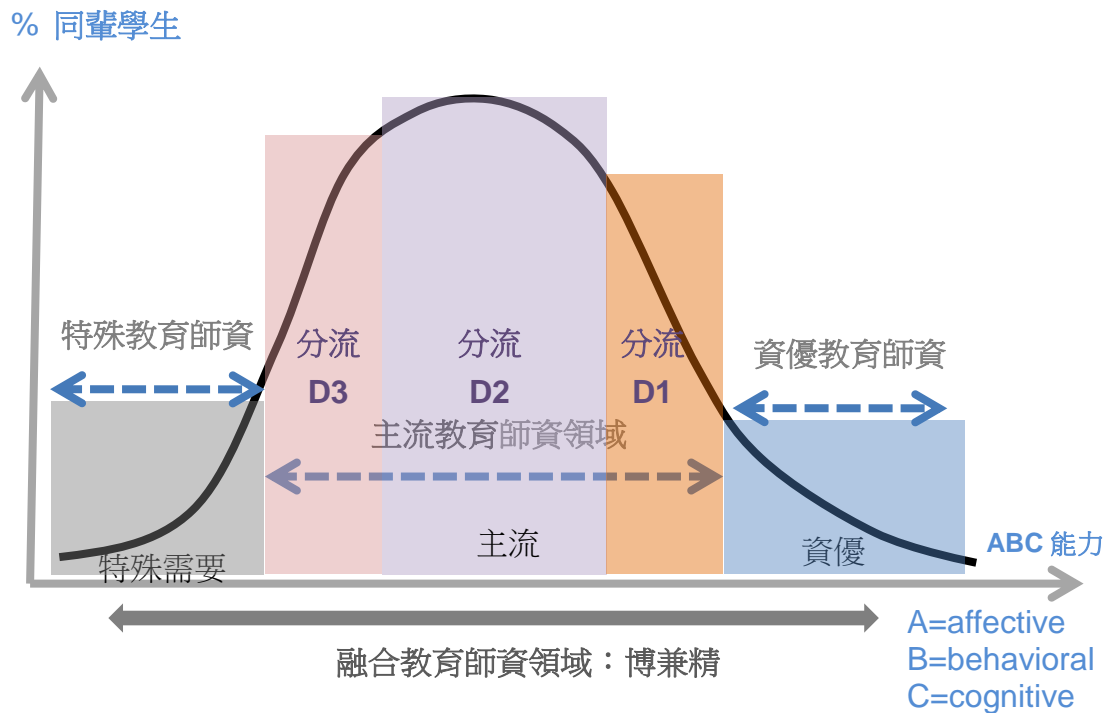 % 同輩學生
特殊教育師資
分流
D3
分流
D2
分流
D1
資優教育師資
主流教育師資領域
特殊需要
主流
資優
ABC 能力
融合教育師資領域：博兼精
A=affective
B=behavioral
C=cognitive